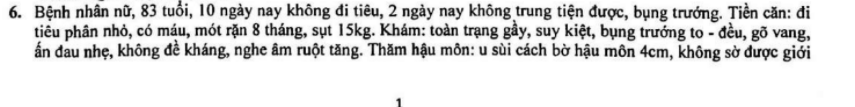 6. Bệnh nhân nữ, 83 tuổi, 10 ngày nay không đi tiêu, 2 ngày nay không trung tiện được, bụng trướng. Tiền căn: đi
tiêu phân nhỏ, có máu, mót rặn 8 tháng, sụt 15kg. Khám: toàn trạng gầy, suy kiệt, bụng trướng to - đều, gõ vang,
ấn đau nhẹ, không đề kháng, nghe âm ruột tăng. Thăm hậu môn: u sùi cách bờ hậu môn 4cm, không sờ được giới
1